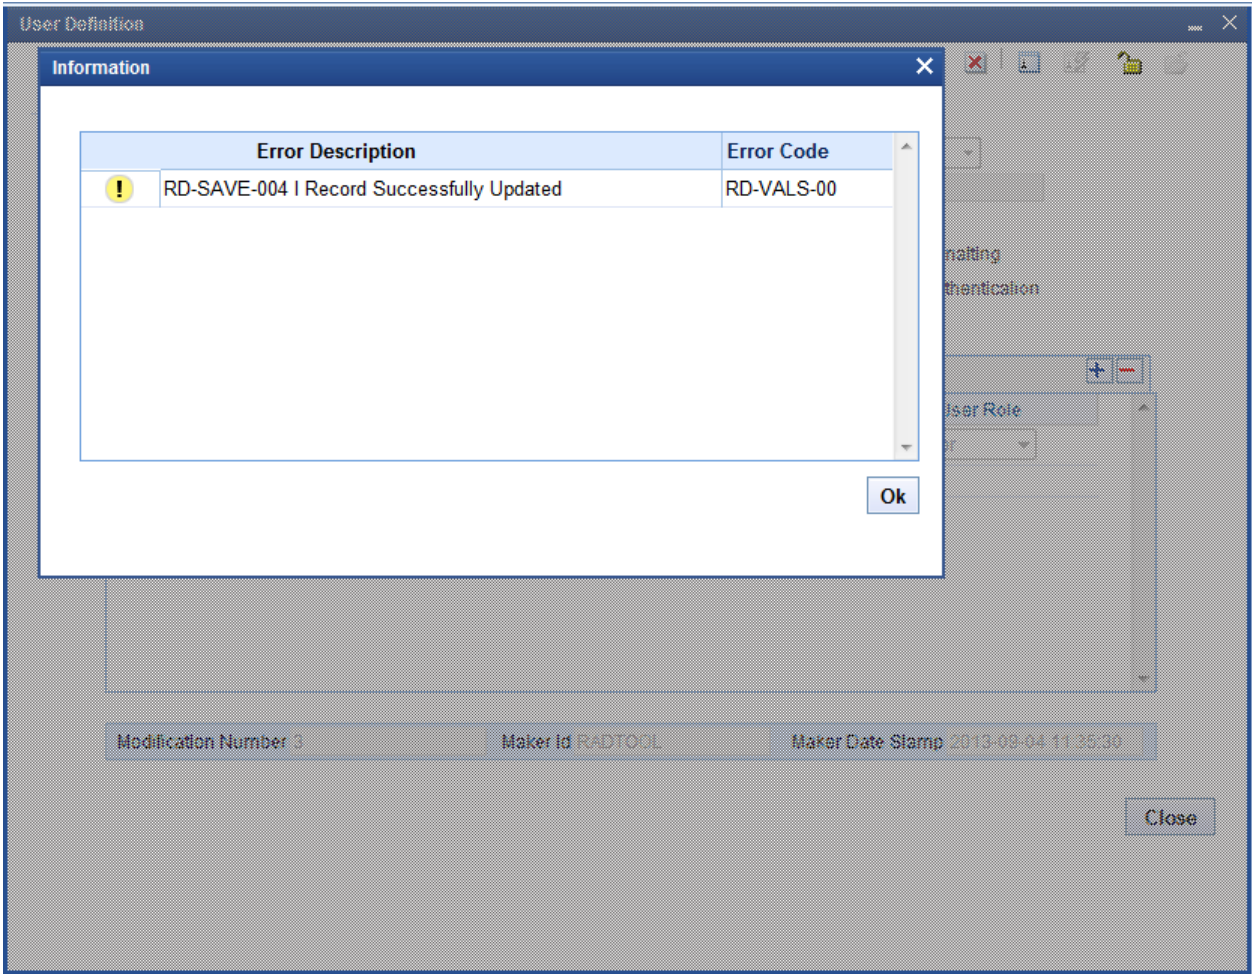 User Definition
Information
Error Description Error Code
! RD-SAVE-004 I Record Successfully Updated RD-VALS-00
thentication
User Role
Ok
Modification Number 3 Maker Id RADTOOL Maker Date Stamp 2013-09-04 11:35:30
Close